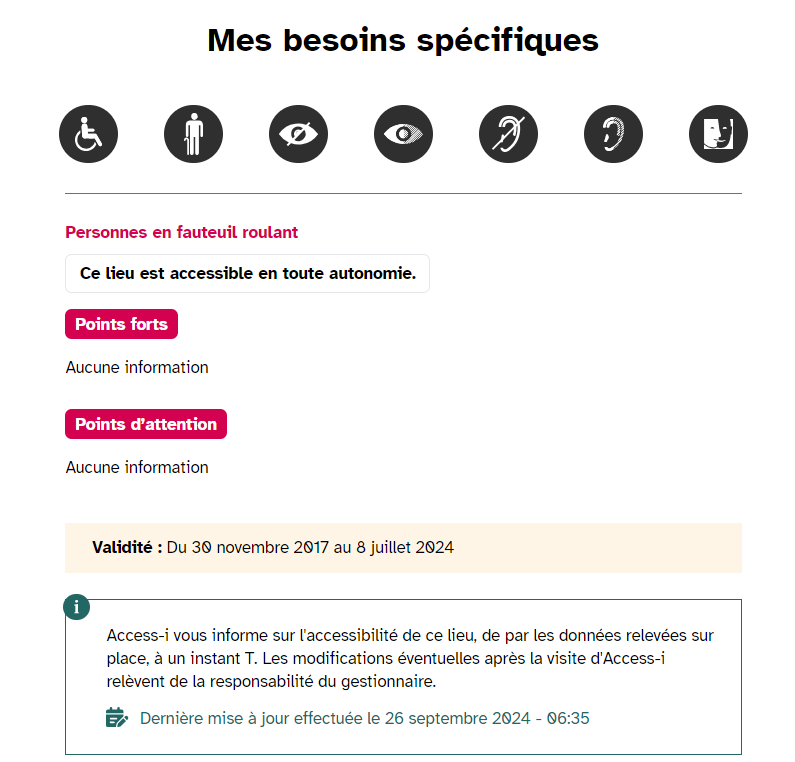 Mes besoins spécifiques
Personnes en fauteuil roulant
Ce lieu est accessible en toute autonomie.
Points forts
Aucune information
Points d’attention
Aucune information
Validité : Du 30 novembre 2017 au 8 juillet 2024
i
Access-i vous informe sur l'accessibilité de ce lieu, de par les données relevées sur
place, à un instant T. Les modifications éventuelles après la visite d'Access-i
relèvent de la responsabilité du gestionnaire.
Dernière mise à jour effectuée le 26 septembre 2024 - 06:35